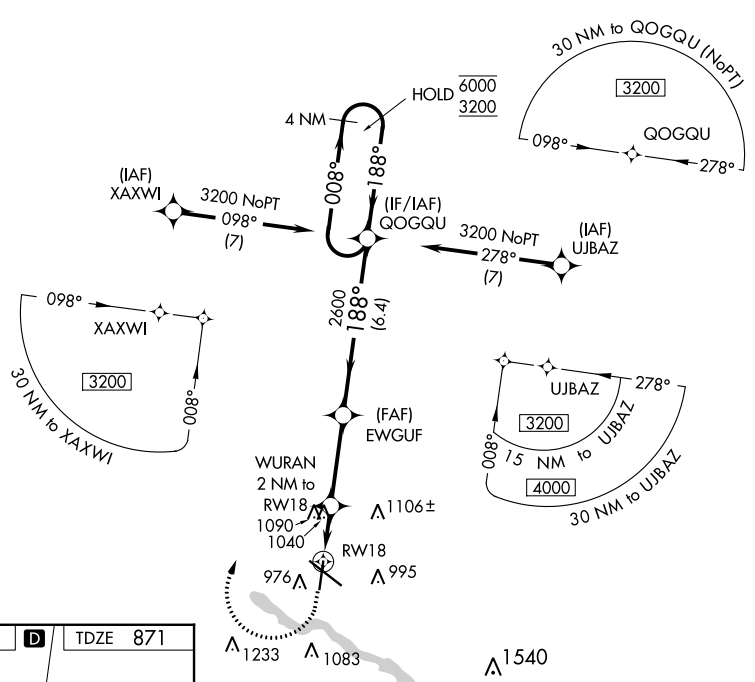 30 NM to QOGQU (NoPT)
3200
QOGQU
098°
278°
HOLD 6000
3200
4 NM
008°
188°
(IAF)
XAXWI
3200 NoPT
098°
(7)
(IF/IAF)
QOGQU
3200 NoPT
278°
(7)
(IAF)
UJBAZ
2600
188°
(6.4)
098°
XAXWI
3200
008°
30 NM to XAXWI
UJBAZ
278°
3200
008°
15 NM to UJBAZ
4000
30 NM to UJBAZ
(FAF)
EWGUF
WURAN
2 NM to
RW18
1090
1040
1106±
RW18
976
995
1233
1083
1540
D
TDZE 871